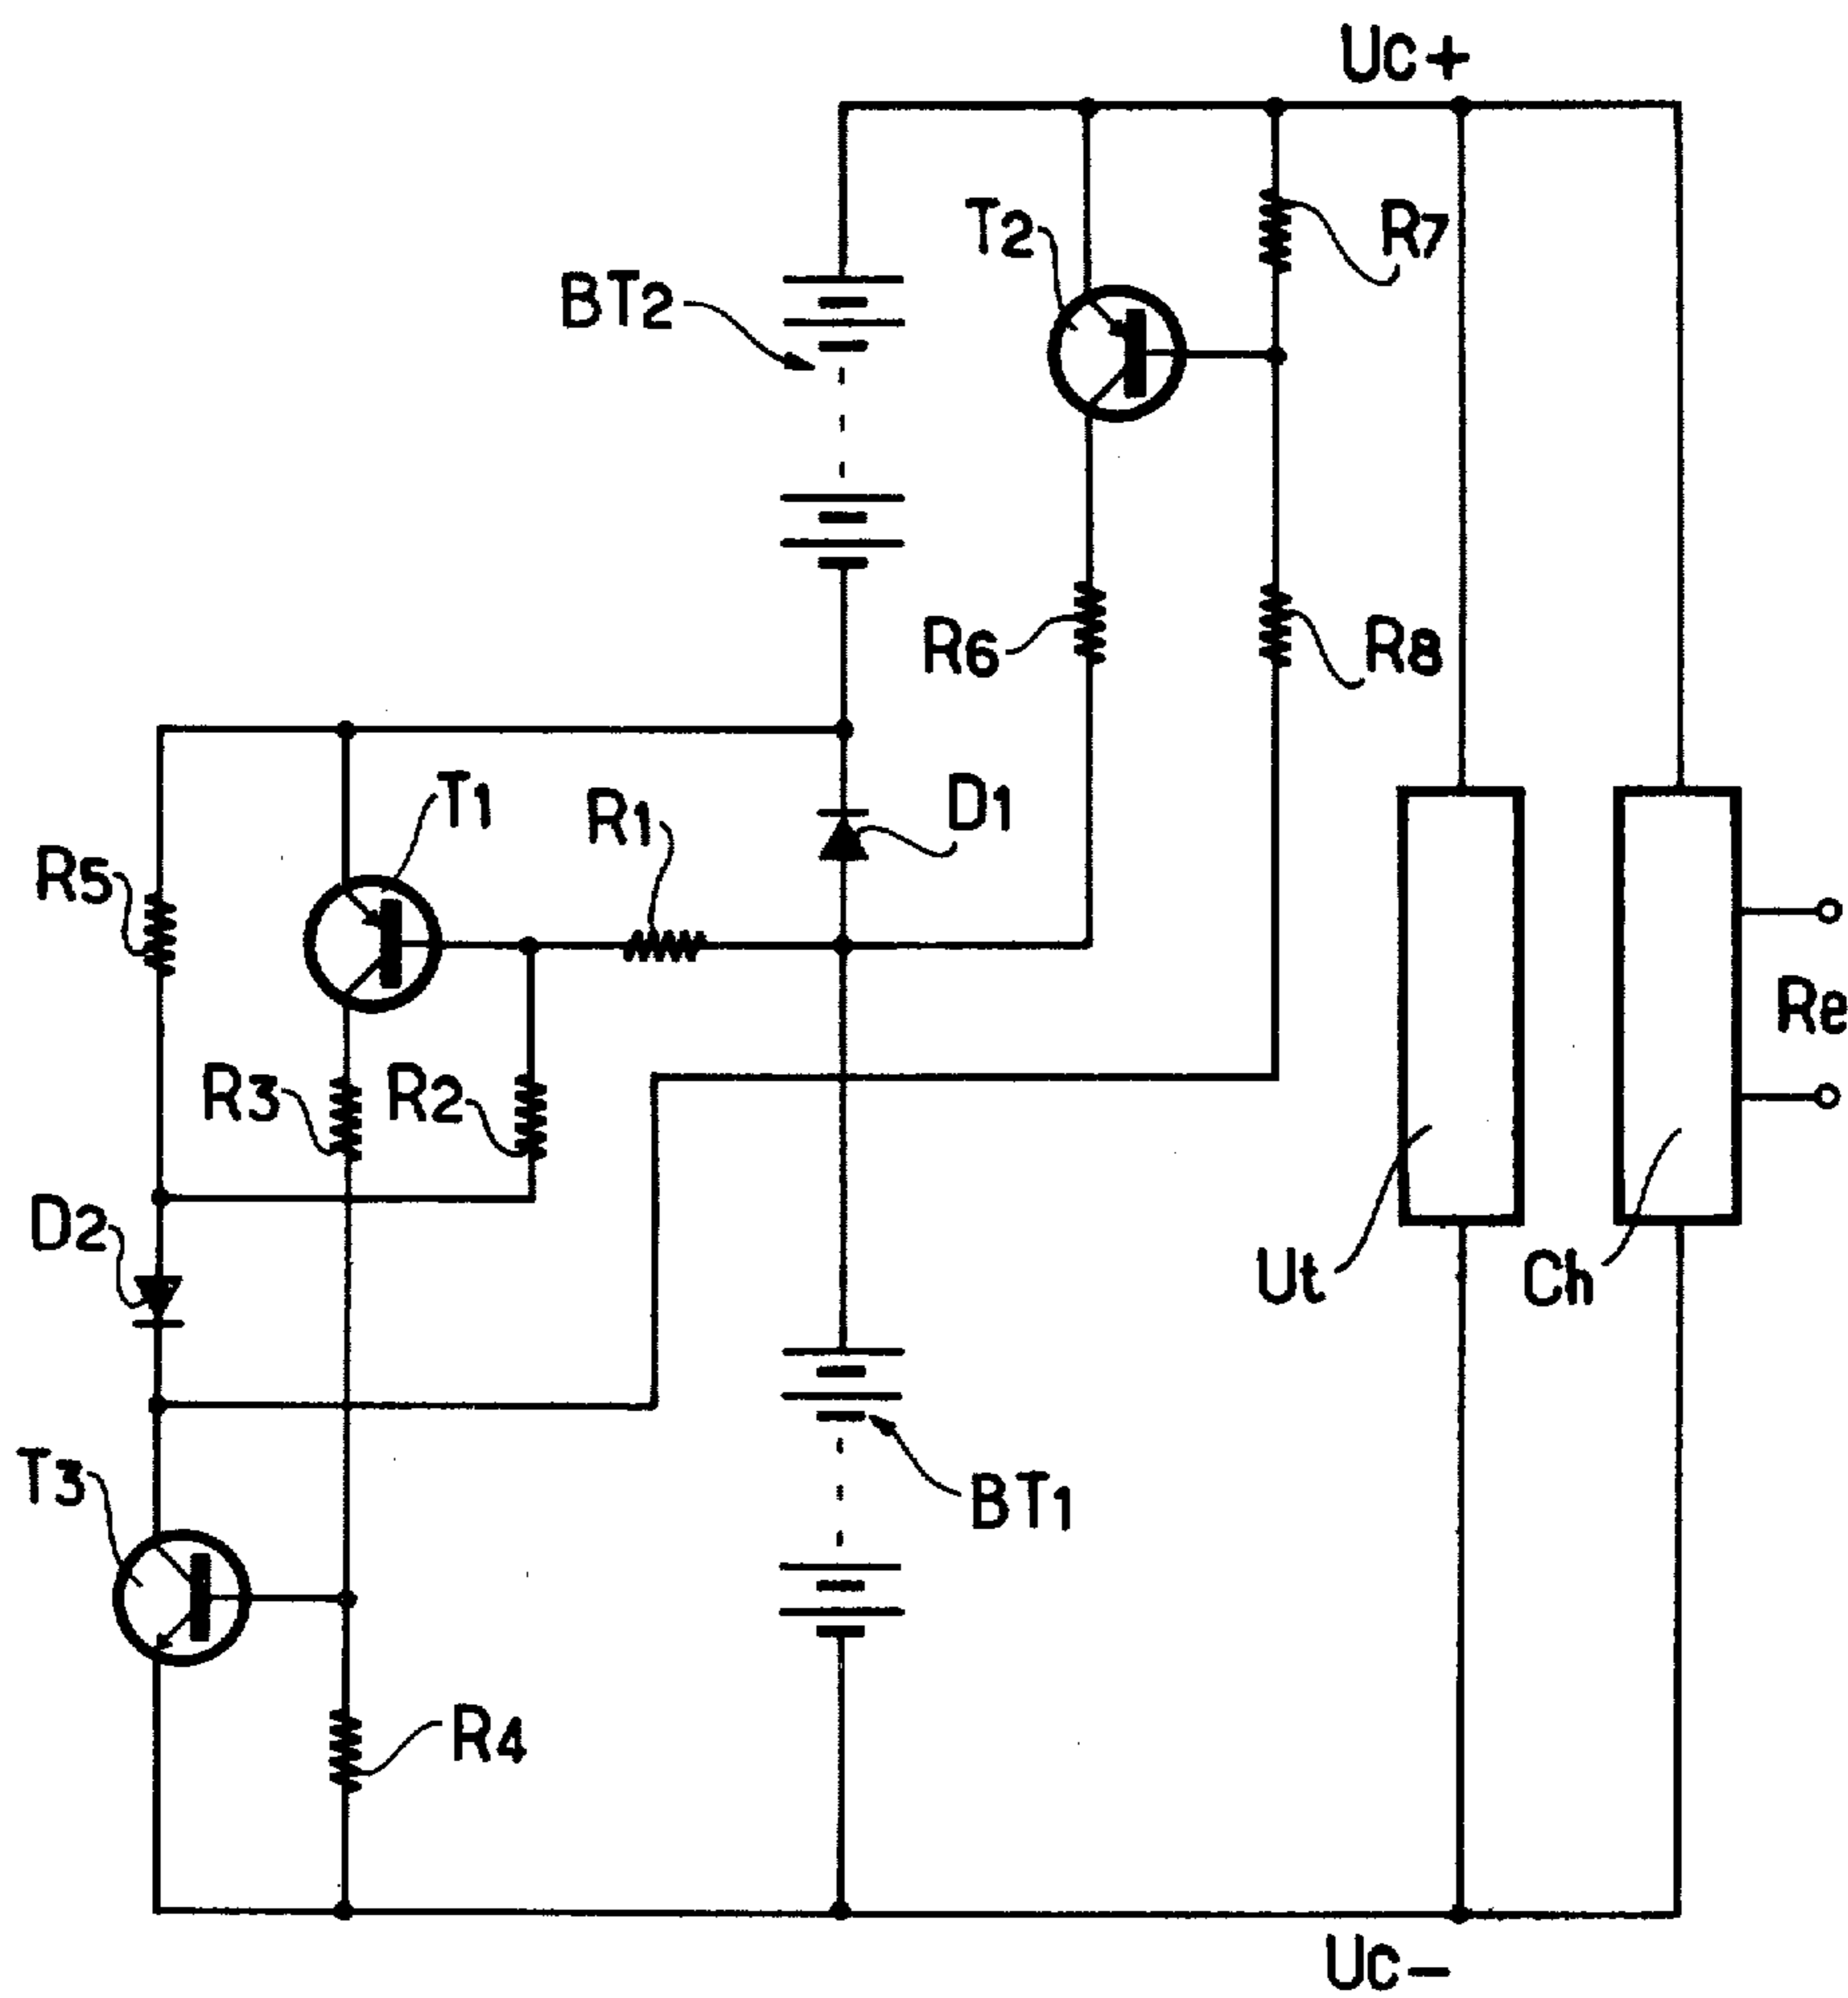 Uc+
T2
R7
BT2
R6
R8
T1
R1
D1
R5
Re
R3
R2
D2
Ut
Ch
T3
BT1
R4
Uc-